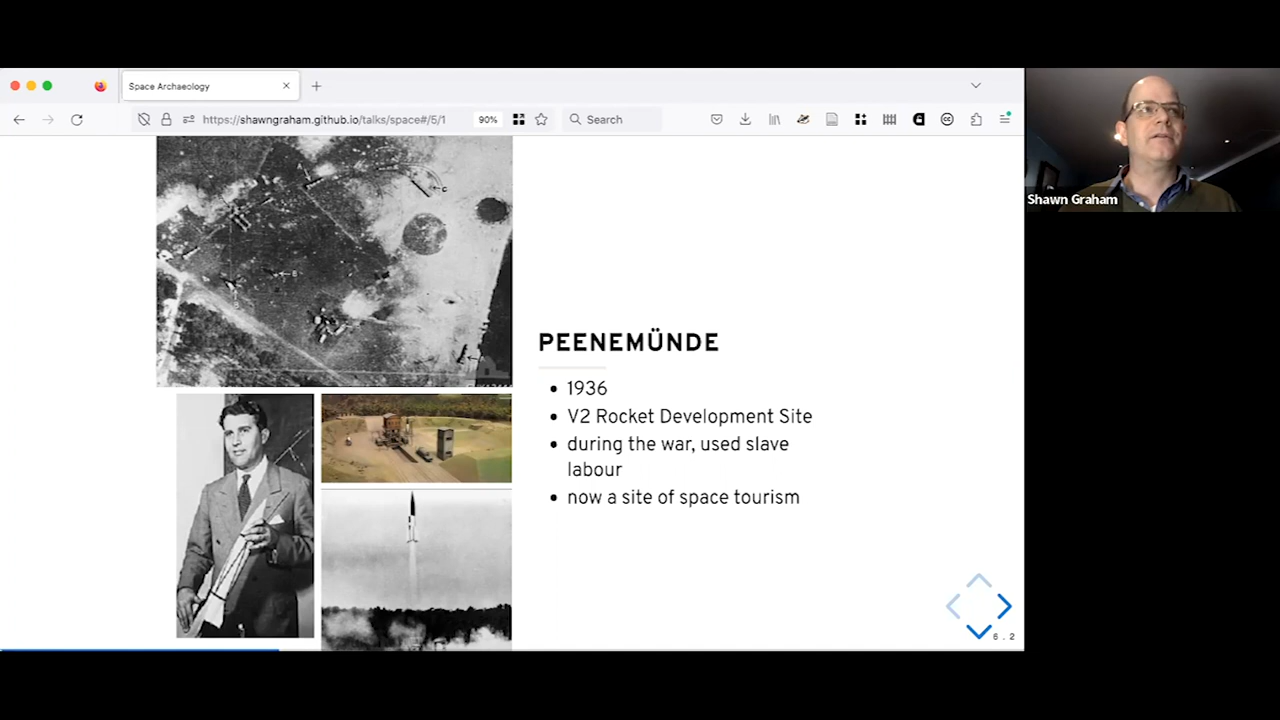 Space Archaeology
https://shawngraham.github.io/talks/space#/5/1
90%
Search
Shawn Graham
PEENEMÜNDE
1936
V2 Rocket Development Site
during the war, used slave
labour
now a site of space tourism
6.2